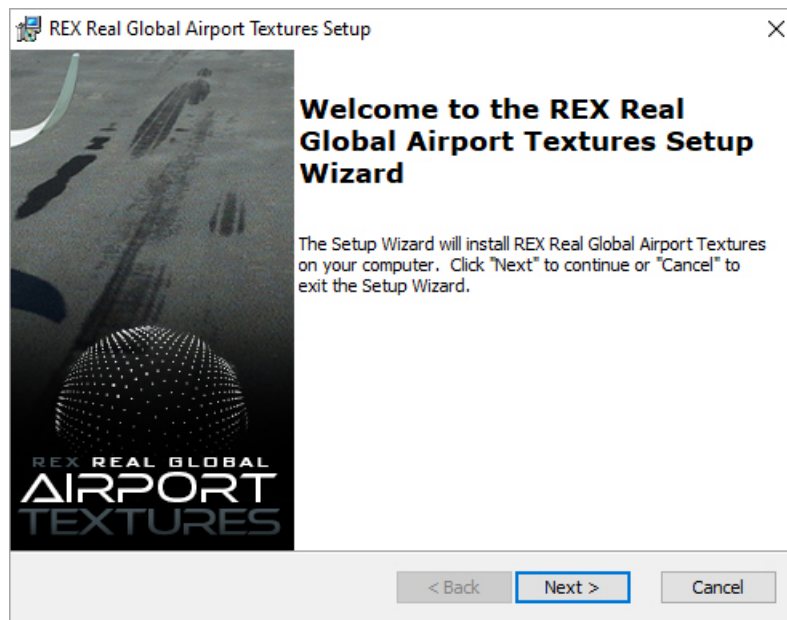 REX Real Global Airport Textures Setup
Welcome to the REX Real
Global Airport Textures Setup
Wizard
The Setup Wizard will install REX Real Global Airport Textures
on your computer.  Click "Next" to continue or "Cancel" to
exit the Setup Wizard.
REX REAL GLOBAL
AIRPORT
TEXTURES
< Back
Next >
Cancel